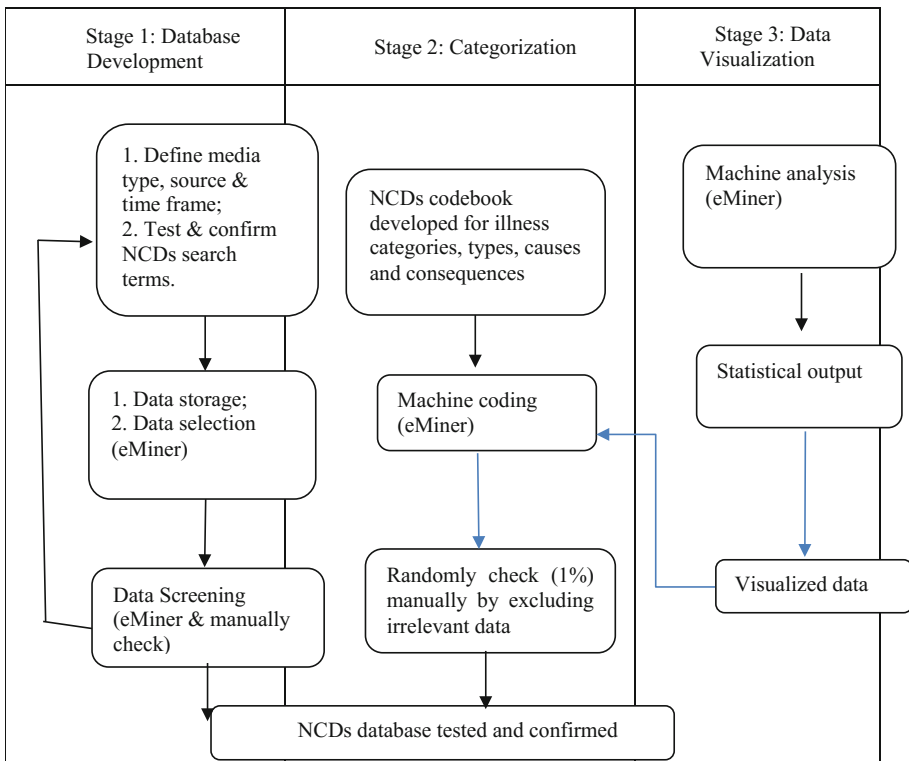 Stage 1: Database
Development
Stage 2: Categorization
Stage 3: Data
Visualization
1. Define media
type, source &
time frame;
2. Test & confirm
NCDs search
terms.
1. Data storage;
2. Data selection
(eMiner)
Data Screening
(eMiner & manually
check)
NCDs codebook
developed for illness
categories, types, causes
and consequences
Machine coding
(eMiner)
Randomly check (1%)
manually by excluding
irrelevant data
NCDs database tested and confirmed
Machine analysis
(eMiner)
Statistical output
Visualized data